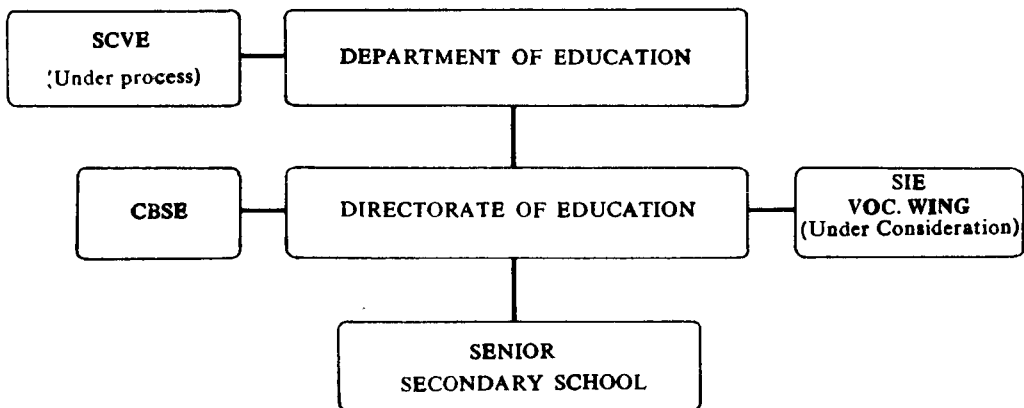 SCVE
(Under process)
DEPARTMENT OF EDUCATION
CBSE
DIRECTORATE OF EDUCATION
SIE
VOC. WING
(Under Consideration)
SENIOR
SECONDARY SCHOOL